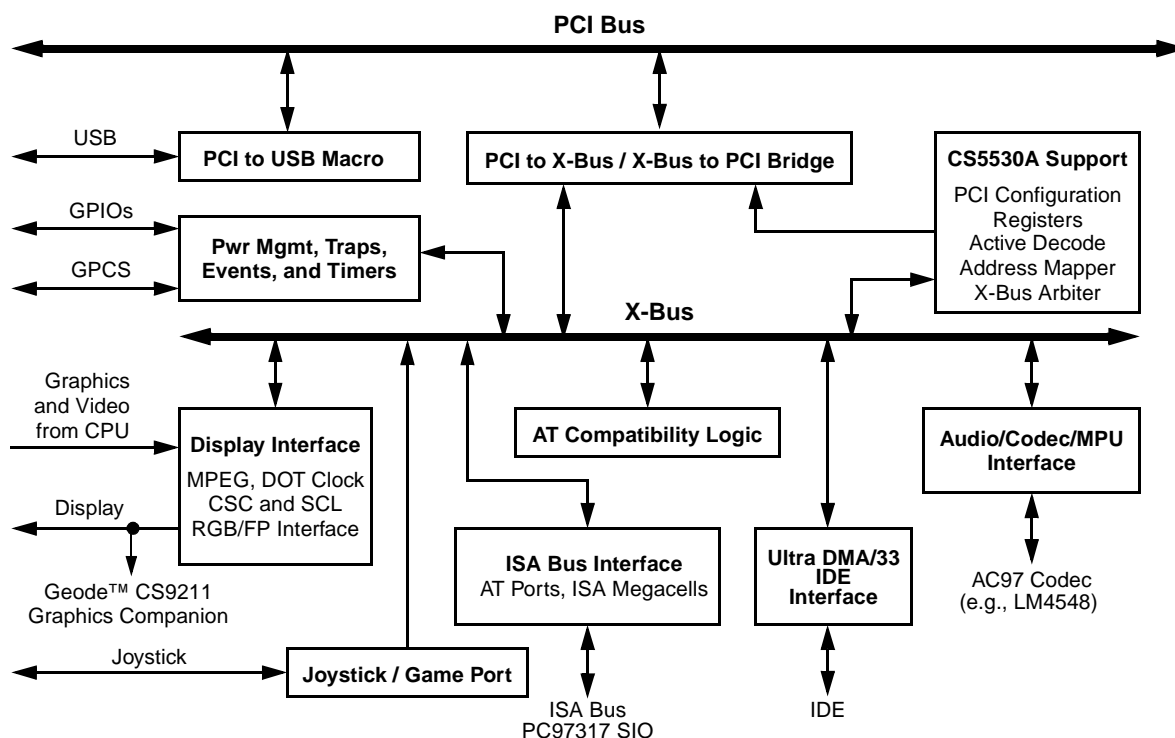 PCI Bus
USB
PCI to USB Macro
PCI to X-Bus / X-Bus to PCI Bridge
CS5530A Support
PCI Configuration
Registers
Active Decode
Address Mapper
X-Bus Arbiter
GPIOs
GPCS
Pwr Mgmt, Traps,
Events, and Timers
X-Bus
Graphics
and Video
from CPU
Display Interface
MPEG, DOT Clock
CSC and SCL
RGB/FP Interface
AT Compatibility Logic
Audio/Codec/MPU
Interface
Display
Geode™ CS9211
Graphics Companion
ISA Bus Interface
AT Ports, ISA Megacells
Ultra DMA/33
IDE
Interface
AC97 Codec
(e.g., LM4548)
Joystick
Joystick / Game Port
ISA Bus
PC97317 SIO
IDE